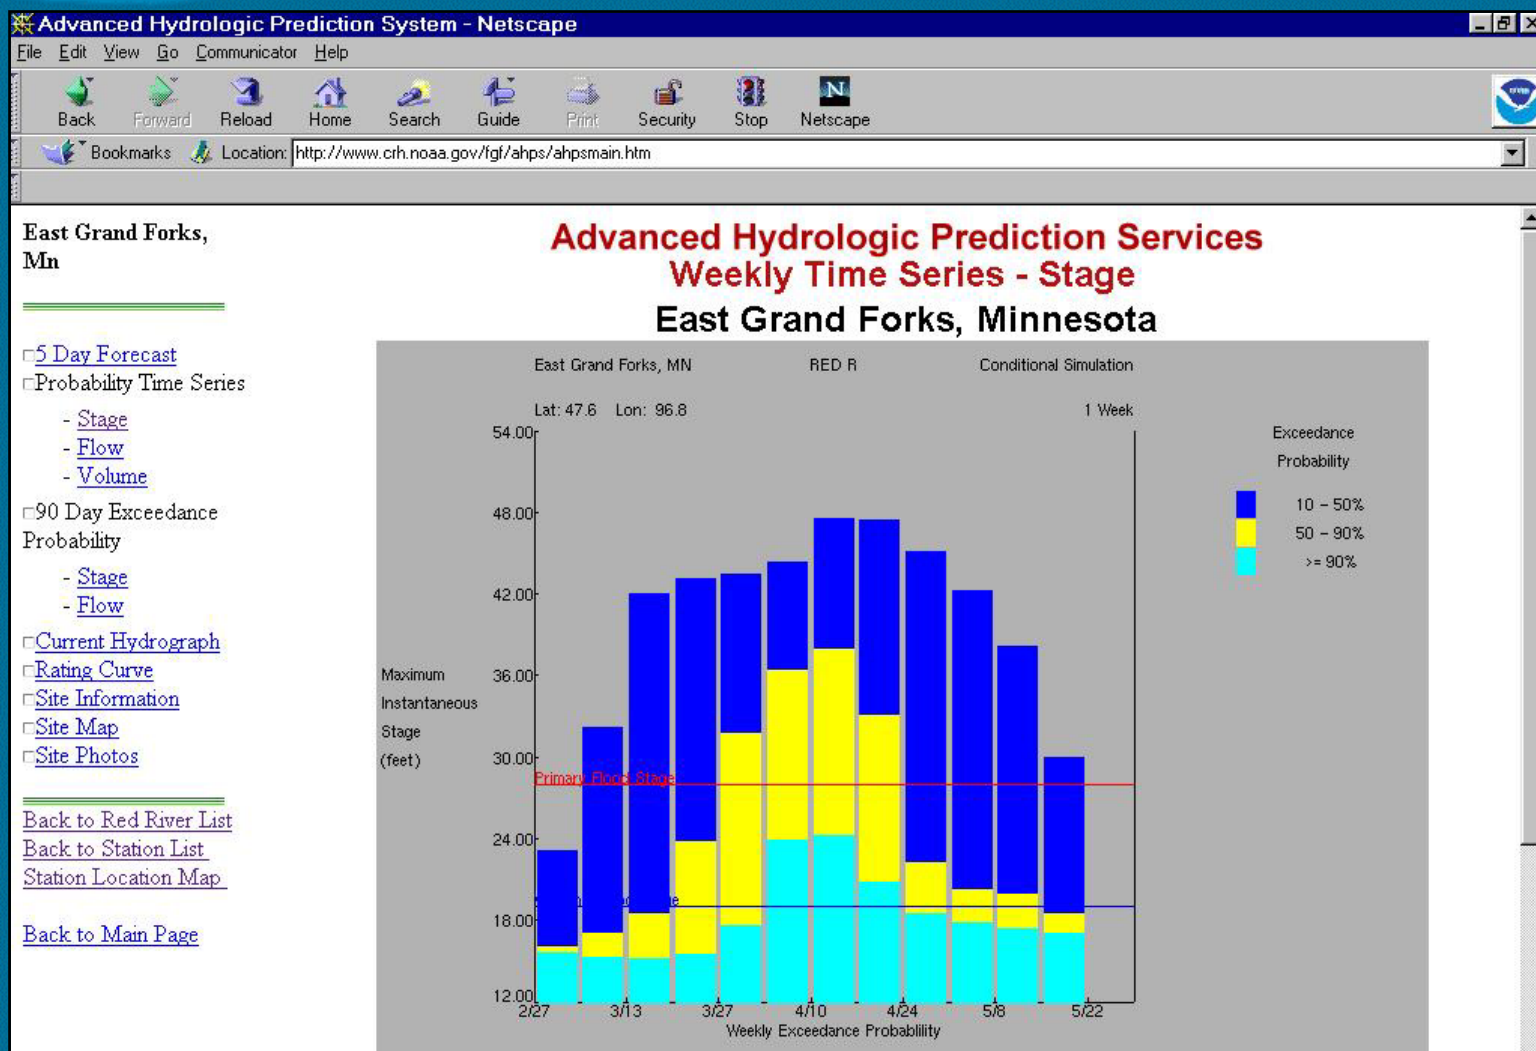 Advanced Hydrologic Prediction System - Netscape
File Edit View Go Communicator Help
Back Forward Reload Home Search Guide Print Security Stop Netscape
N
Bookmarks Location: http://www.crh.noaa.gov/fgf/ahps/ahpsmain.htm
East Grand Forks,
Mn
5 Day Forecast
Probability Time Series
- Stage
- Flow
- Volume
90 Day Exceedance
Probability
- Stage
- Flow
Current Hydrograph
Rating Curve
Site Information
Site Map
Site Photos
Back to Red River List
Back to Station List
Station Location Map
Back to Main Page
Advanced Hydrologic Prediction Services
Weekly Time Series - Stage
East Grand Forks, Minnesota
East Grand Forks, MN RED R Conditional Simulation
Lat: 47.6 Lon: 96.8 1 Week
54.00
48.00
42.00
36.00
30.00
24.00
18.00
12.00
Maximum
Instantaneous
Stage
(feet)
Primary Flood Stage
2/27 3/13 3/27 4/10 4/24 5/8 5/22
Weekly Exceedance Probablility
Exceedance
Probability
10 - 50%
50 - 90%
>= 90%